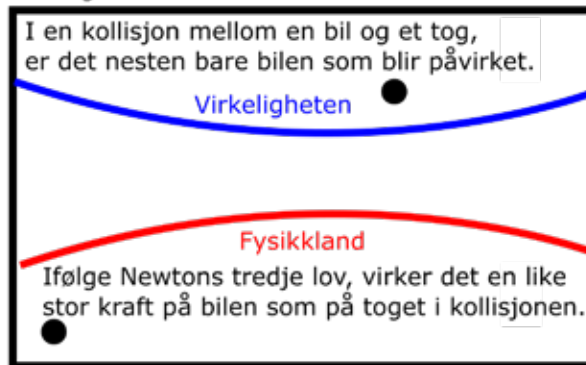 I en kollisjon mellom en bil og et tog,
er det nesten bare bilen som blir påvirket.
Virkeligheten
Fysikkland
Ifølge Newtons tredje lov, virker det en like
stor kraft på bilen som på toget i kollisjonen.